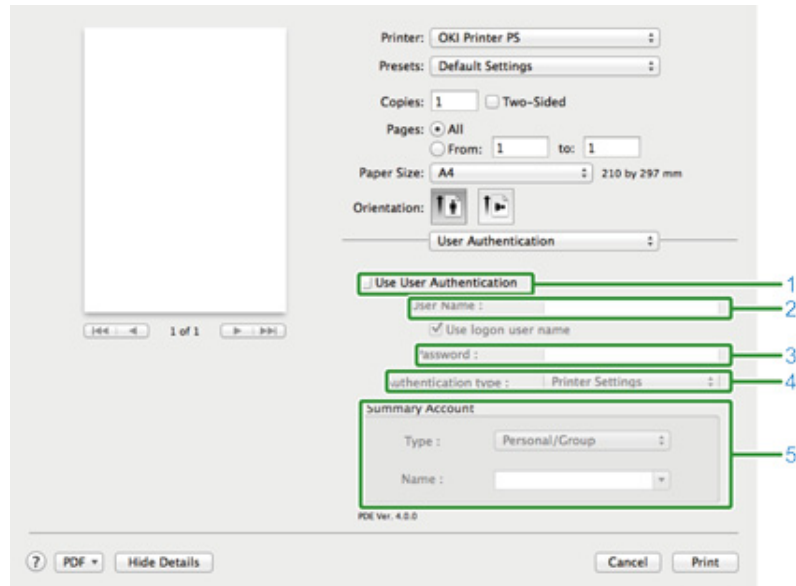 Printer: OKI Printer PS
Presets: Default Settings
Copies: 1 Two-Sided
Pages: All
From: 1 to: 1
Paper Size: A4 210 by 297 mm
Orientation:
User Authentication
Use User Authentication 1
User Name : 2
1 of 1
Use logon user name
Password : 3
Authentication type : Printer Settings 4
Summary Account
Type : Personal/Group
5
Name :
PDE Ver. 4.0.0
? PDF Hide Details Cancel Print